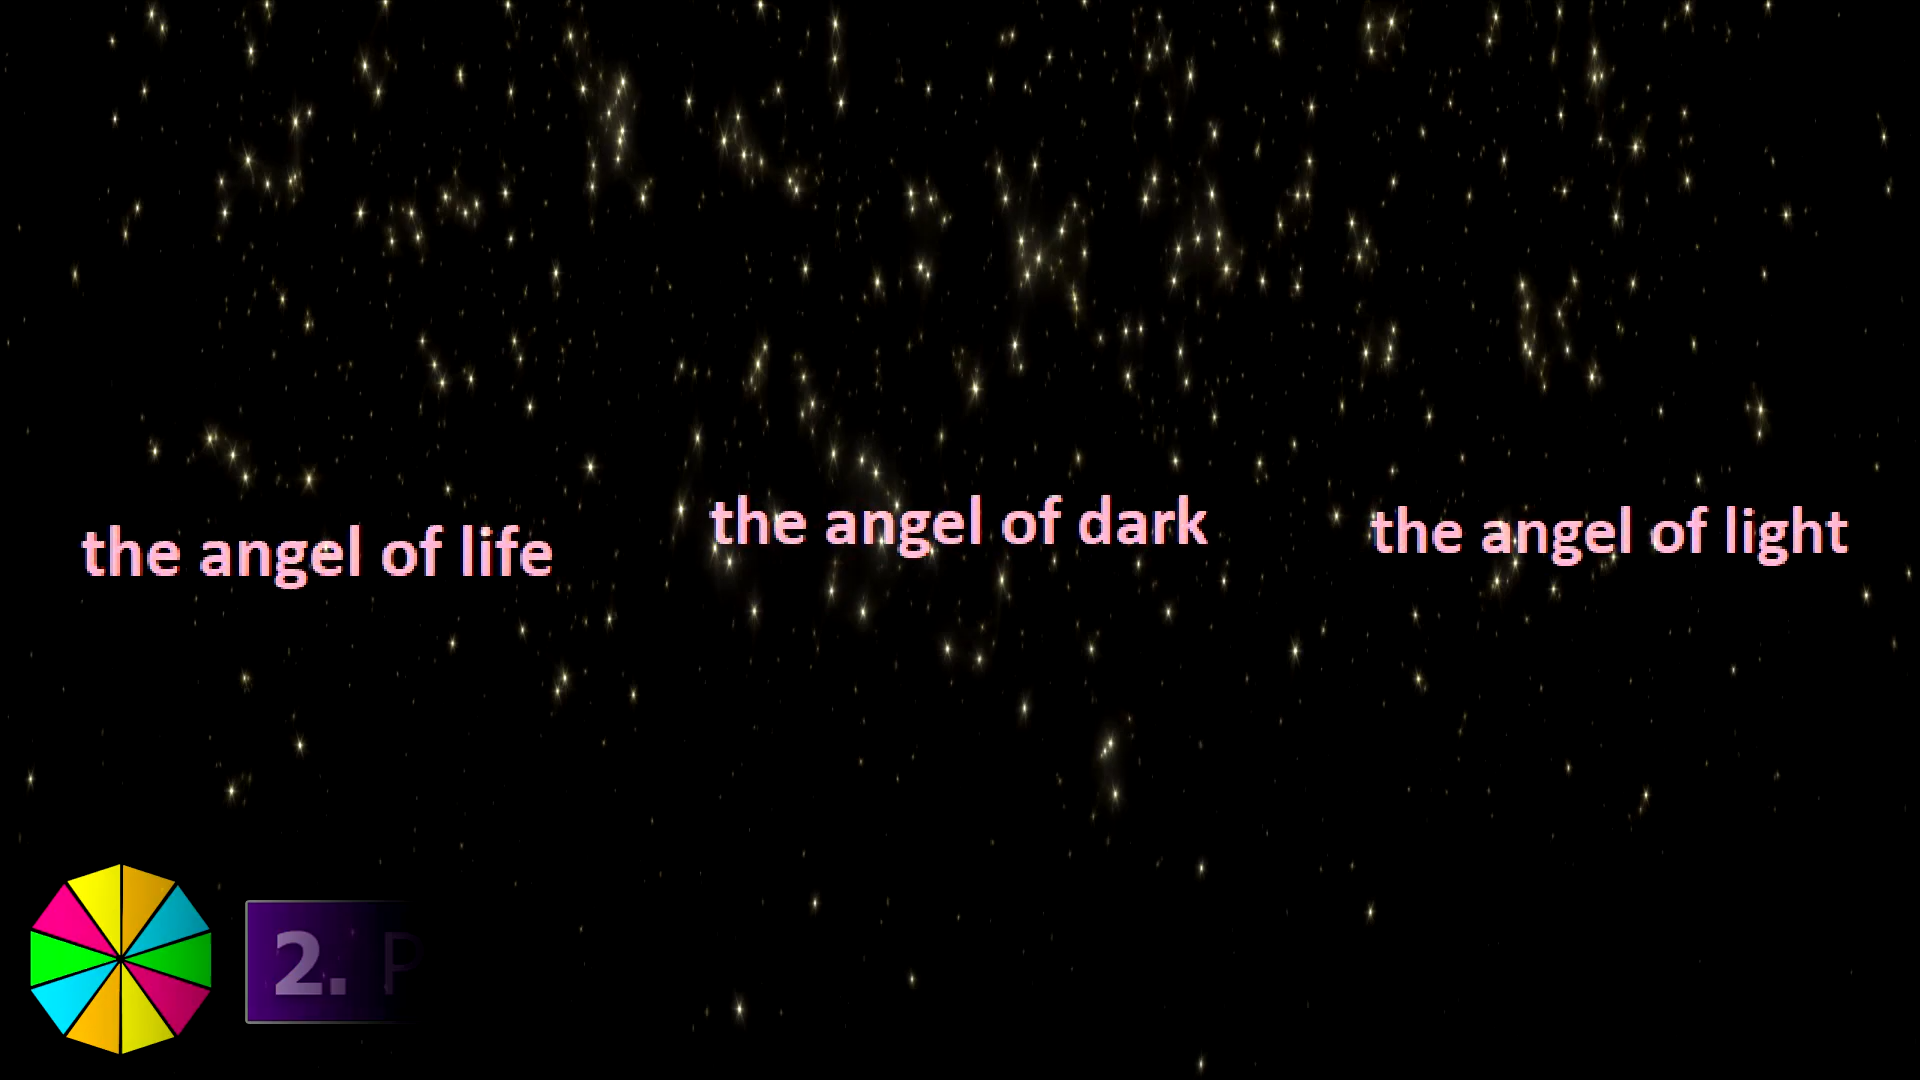 the angel of life
the angel of dark
the angel of light
2. P